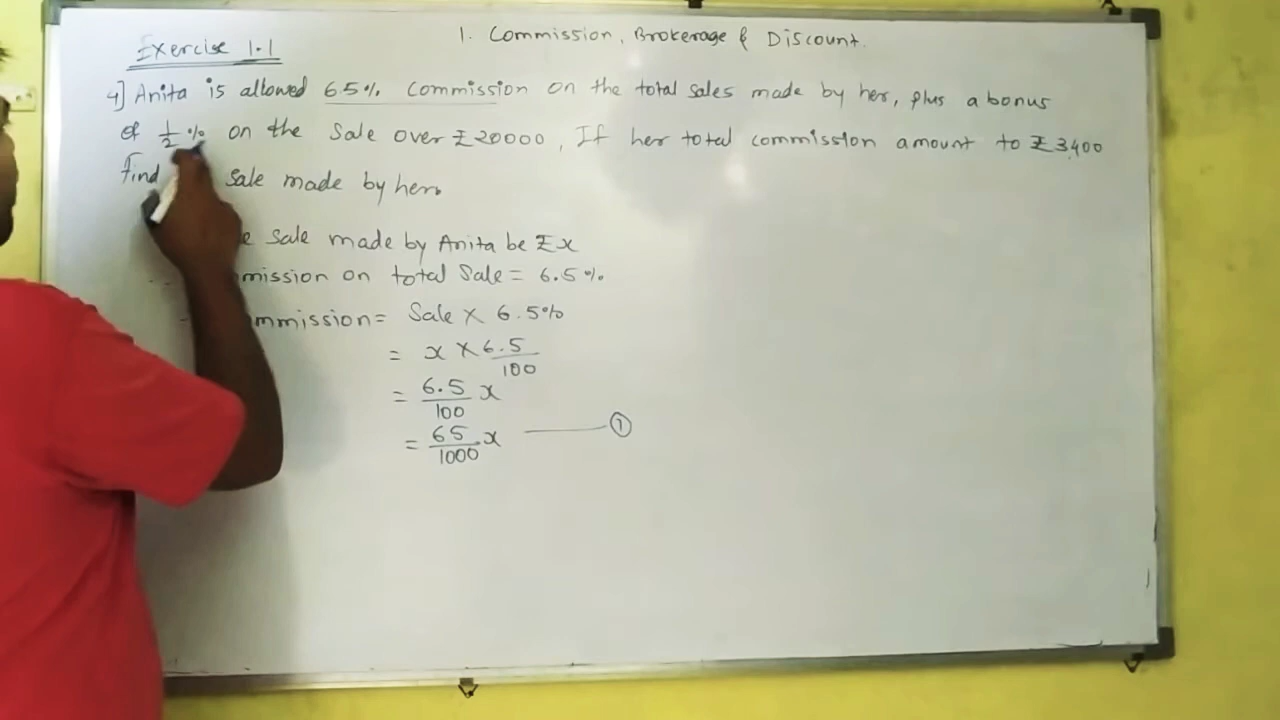 1. Commission, Brokerage & Discount.
Exercise 1.1
4] Anita is allowed 6.5% Commission on the total sales made by her, plus a bonus
of 1/2 % on the Sale over ₹20000, If her total commission amount to ₹3400
Find sale made by her.
sale made by Anita be ₹x
mission on total Sale = 6.5%
mmission = Sale × 6.5%
= x × 6.5/100
= 6.5/100 x
= 65/1000 x ——— ①